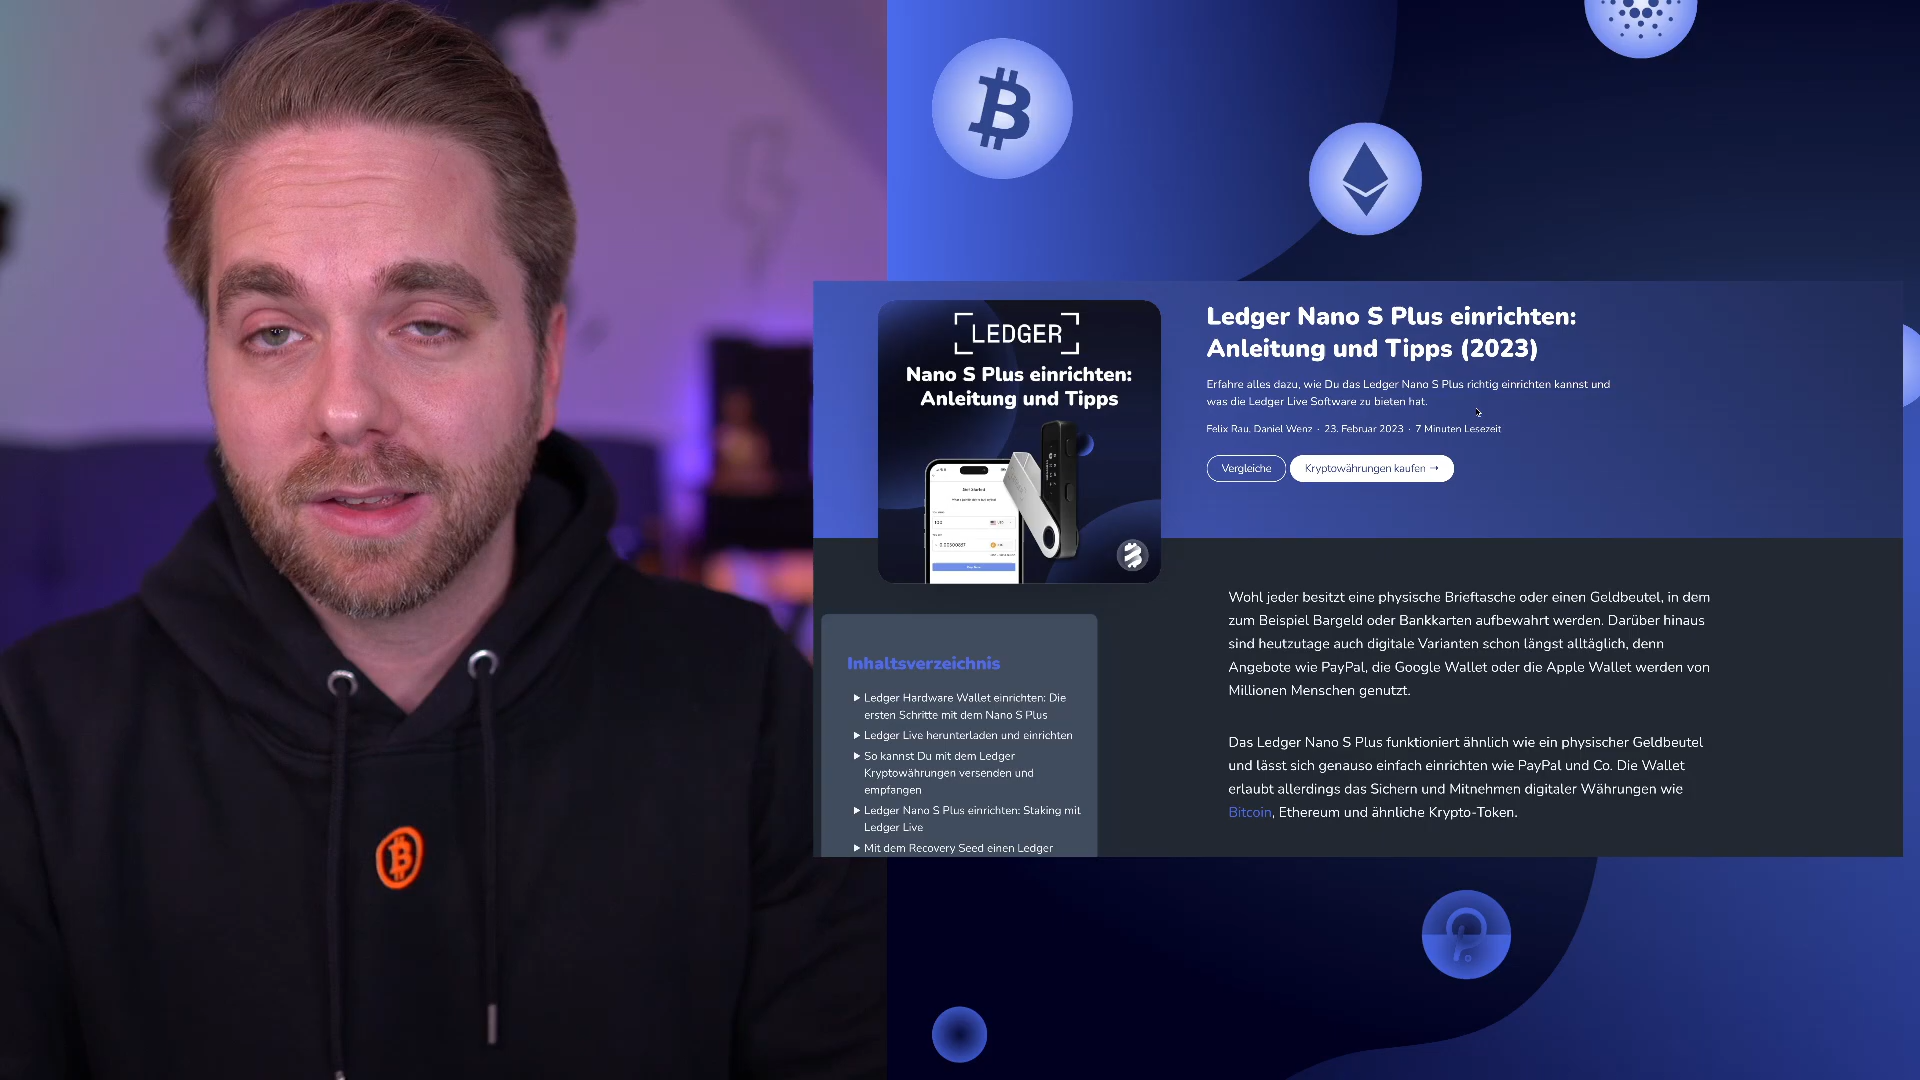 LEDGER
Nano S Plus einrichten:
Anleitung und Tipps
Ledger Nano S Plus einrichten:
Anleitung und Tipps (2023)
Erfahre alles dazu, wie Du das Ledger Nano S Plus richtig einrichten kannst und
was die Ledger Live Software zu bieten hat.
Felix Rau, Daniel Wenz · 23. Februar 2023 · 7 Minuten Lesezeit
Vergleiche
Kryptowährungen kaufen →
Inhaltsverzeichnis
Ledger Hardware Wallet einrichten: Die
ersten Schritte mit dem Nano S Plus
Ledger Live herunterladen und einrichten
So kannst Du mit dem Ledger
Kryptowährungen versenden und
empfangen
Ledger Nano S Plus einrichten: Staking mit
Ledger Live
Mit dem Recovery Seed einen Ledger
Wohl jeder besitzt eine physische Brieftasche oder einen Geldbeutel, in dem
zum Beispiel Bargeld oder Bankkarten aufbewahrt werden. Darüber hinaus
sind heutzutage auch digitale Varianten schon längst alltäglich, denn
Angebote wie PayPal, die Google Wallet oder die Apple Wallet werden von
Millionen Menschen genutzt.
Das Ledger Nano S Plus funktioniert ähnlich wie ein physischer Geldbeutel
und lässt sich genauso einfach einrichten wie PayPal und Co. Die Wallet
erlaubt allerdings das Sichern und Mitnehmen digitaler Währungen wie
Bitcoin, Ethereum und ähnliche Krypto-Token.